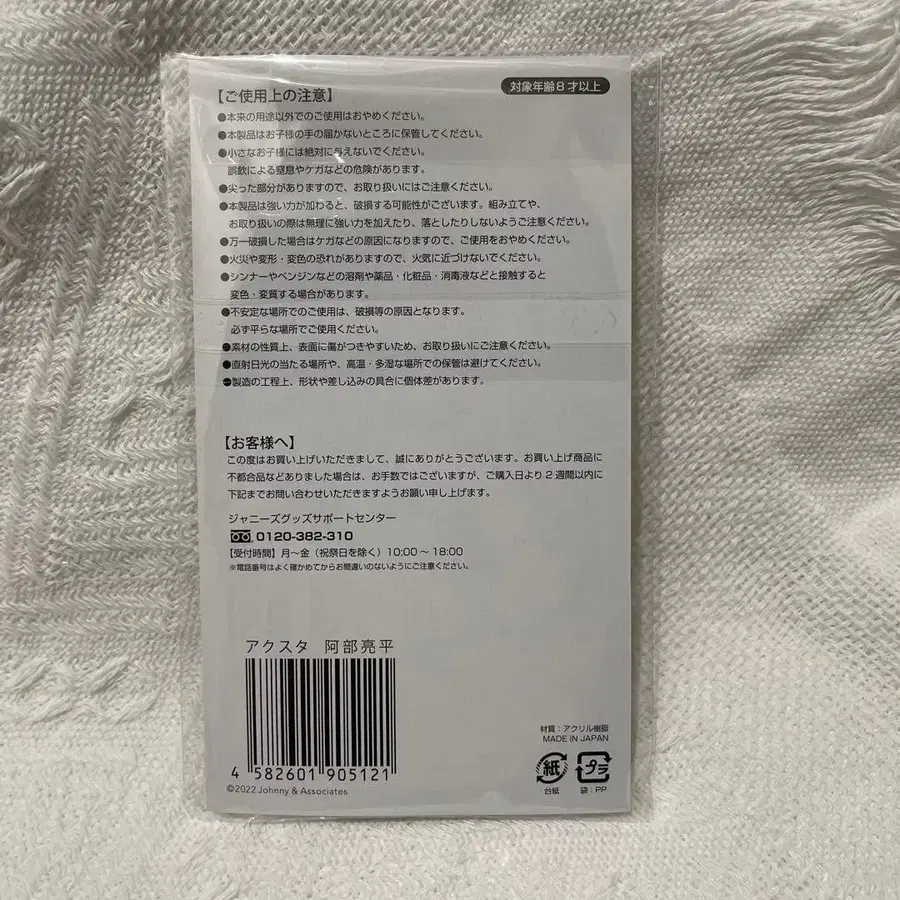 対象年齢8才以上
【ご使用上の注意】
●本来の用途以外でのご使用はおやめください。
●本製品はお子様の手の届かないところに保管してください。
●小さなお子様には絶対に与えないでください。
誤飲による窒息やケガなどの危険があります。
●尖った部分がありますので、お取り扱いにはご注意ください。
●本製品は強い力が加わると、破損する可能性がございます。組み立てや、
お取り扱いの際は無理に強い力を加えたり、落としたりしないようご注意ください。
●万一破損した場合はケガなどの原因になりますので、ご使用をおやめください。
●火災や変形・変色の恐れがありますので、火気に近づけないでください。
●シンナーやベンジンなどの溶剤や薬品・化粧品・消毒液などと接触すると
変色・変質する場合があります。
●不安定な場所でのご使用は、破損等の原因となります。
必ず平らな場所でご使用ください。
●素材の性質上、表面に傷がつきやすいため、お取り扱いにご注意ください。
●直射日光の当たる場所や、高温・多湿な場所での保管は避けてください。
●製造の工程上、形状や差し込みの具合に個体差があります。
【お客様へ】
この度はお買い上げいただきまして、誠にありがとうございます。お買い上げ商品に
不都合品などありました場合は、お手数ではございますが、ご購入日より2週間以内に
下記までお問い合わせいただきますようお願い申し上げます。
ジャニーズグッズサポートセンター
0120-382-310
【受付時間】月〜金（祝祭日を除く）10:00〜18:00
※電話番号はよく確かめてからお間違いのないようにご注意ください。
アクスタ 阿部亮平
4 582601 905121
©2022 Johnny & Associates
材質：アクリル樹脂
MADE IN JAPAN
紙 プラ
台紙 袋：PP